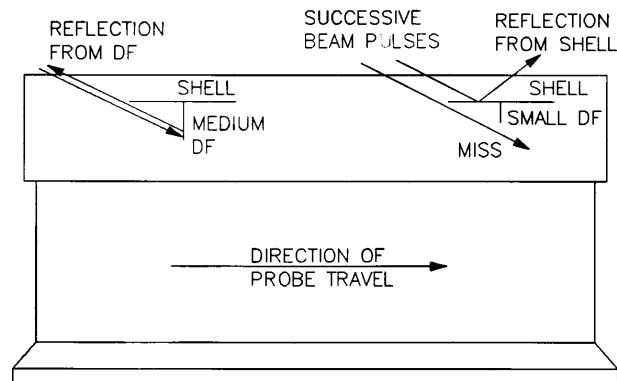 REFLECTION
FROM DF
SHELL
MEDIUM
DF
SUCCESSIVE
BEAM PULSES
REFLECTION
FROM SHELL
SHELL
SMALL DF
MISS
DIRECTION OF
PROBE TRAVEL